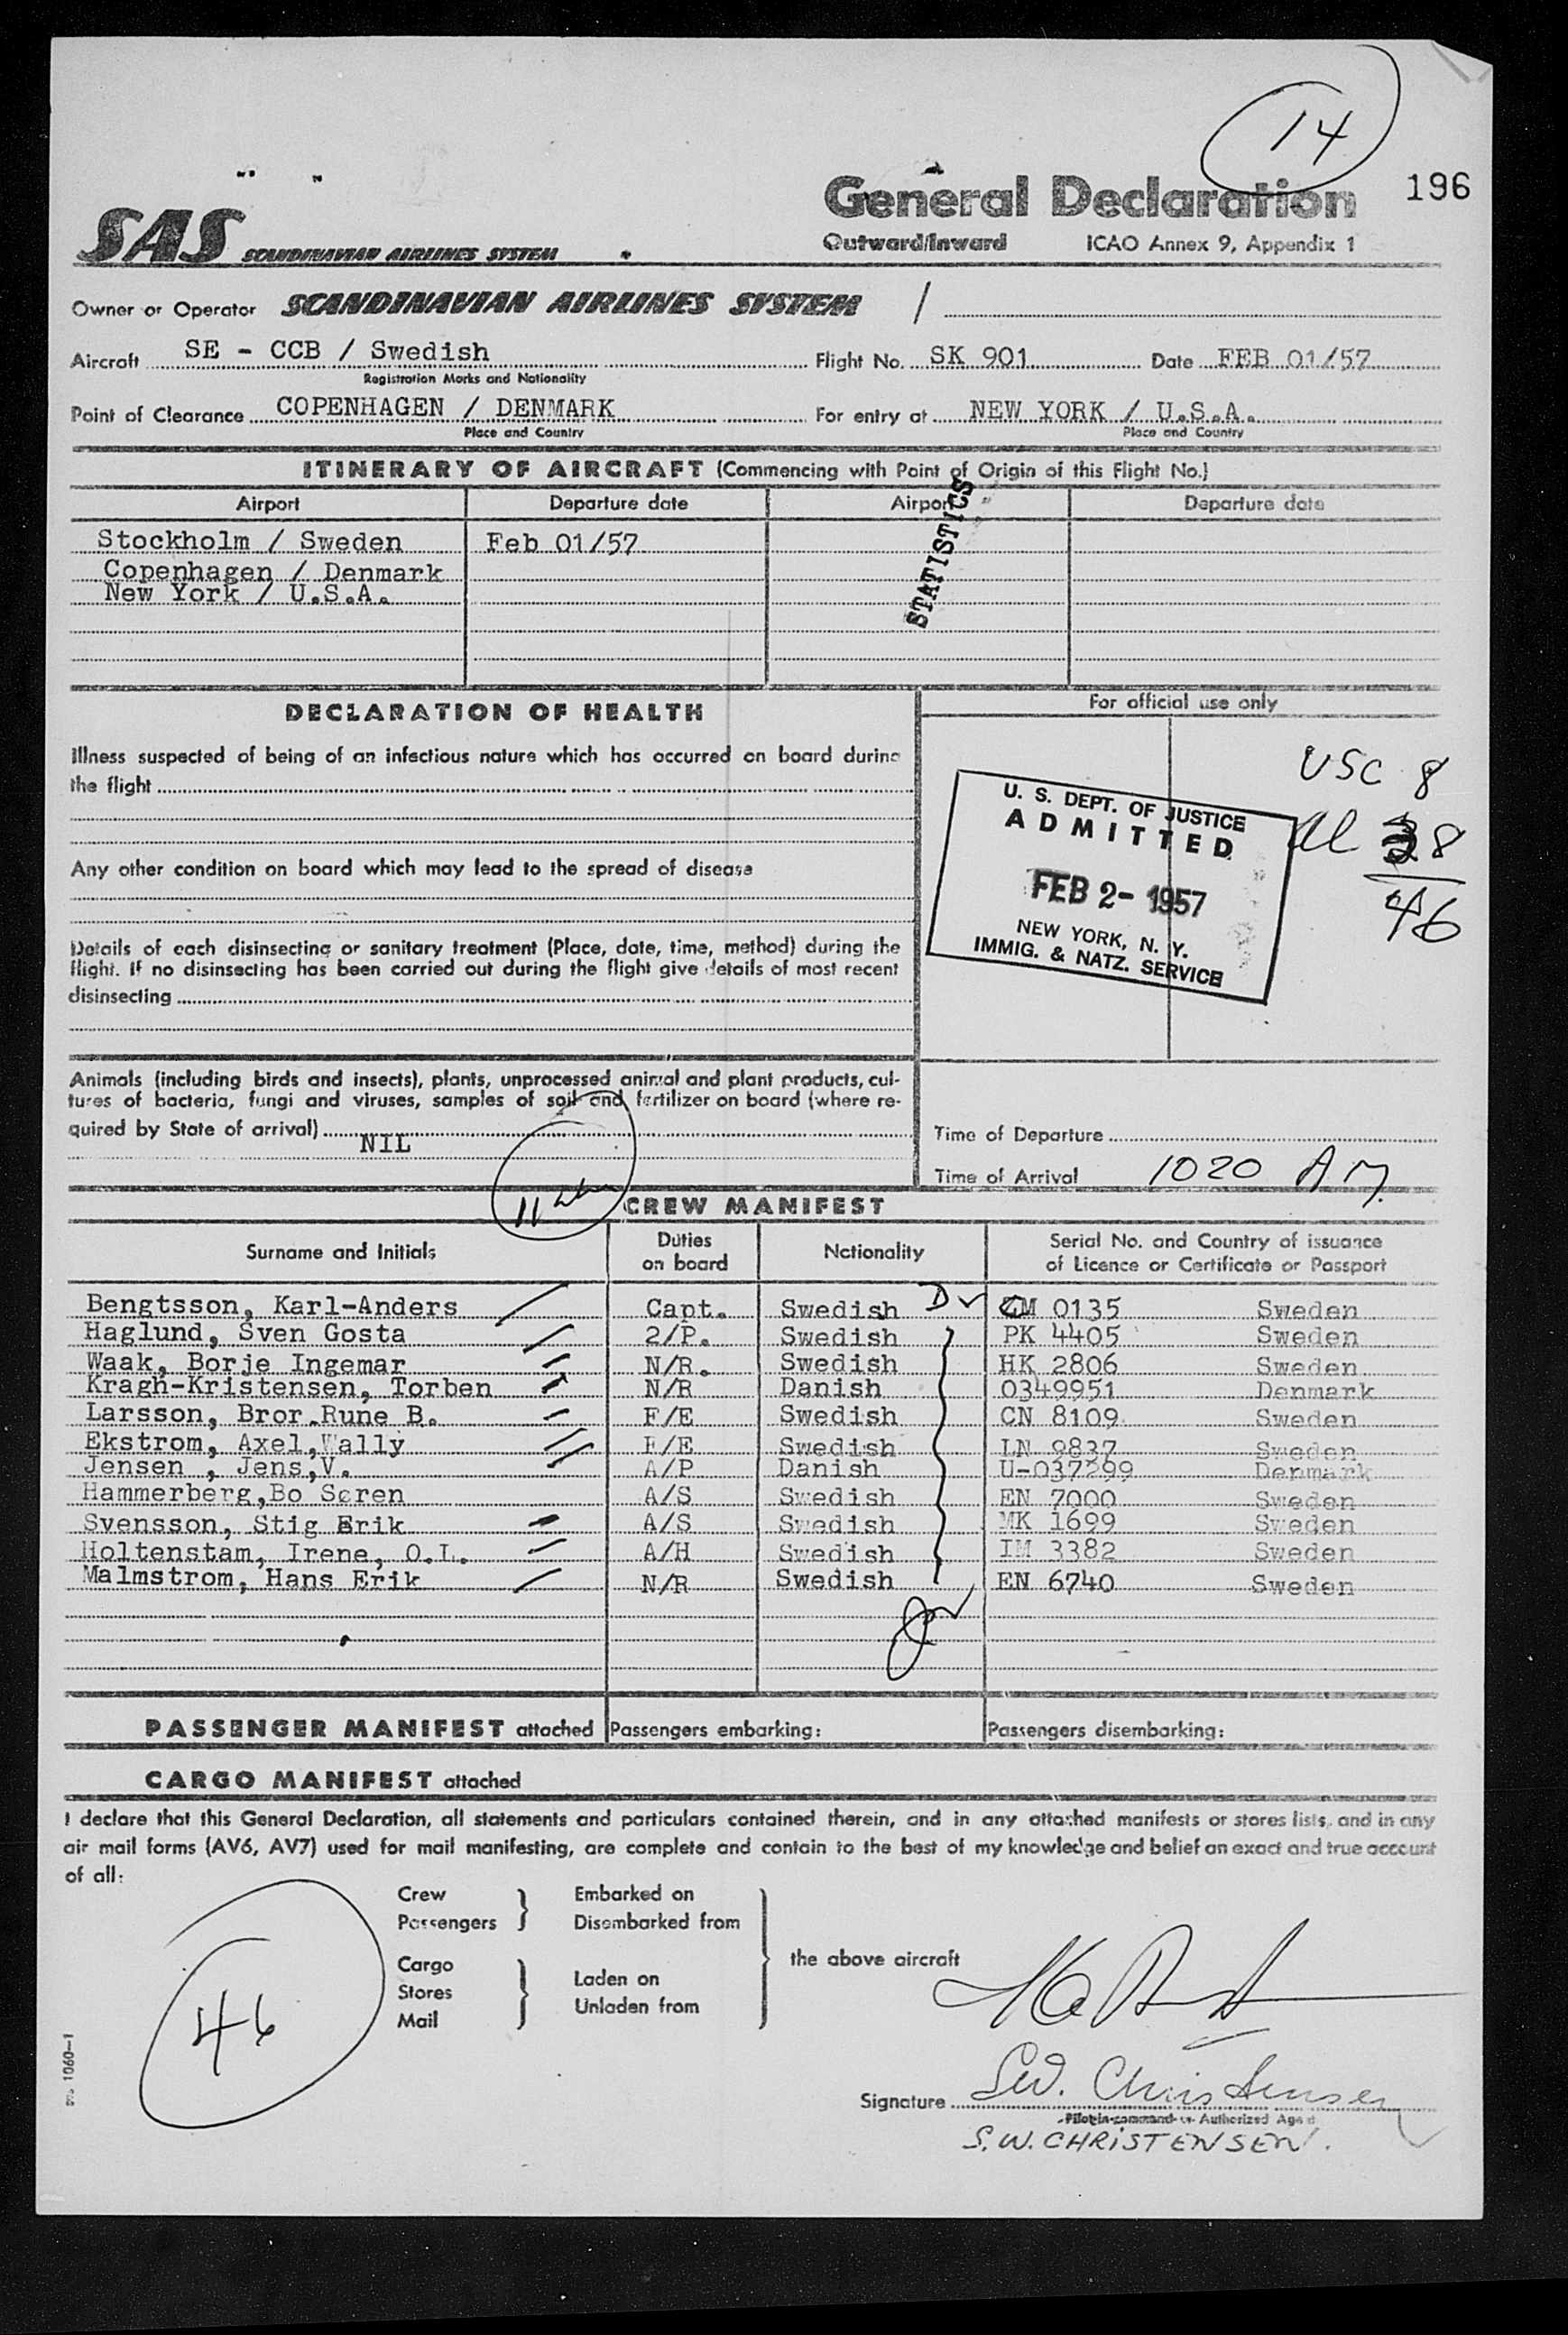 14
196
SAS SCANDINAVIAN AIRLINES SYSTEM
General Declaration
Outward/Inward ICAO Annex 9, Appendix 1
Owner or Operator SCANDINAVIAN AIRLINES SYSTEM /
Aircraft SE - CCB / Swedish Flight No. SK 901 Date FEB 01/57
Registration Marks and Nationality
Point of Clearance COPENHAGEN / DENMARK For entry at NEW YORK / U.S.A.
Place and Country Place and Country
ITINERARY OF AIRCRAFT (Commencing with Point of Origin of this Flight No.)
Airport Departure date Airport Departure date
STATISTICS
Stockholm / Sweden Feb 01/57
Copenhagen / Denmark
New York / U.S.A.
DECLARATION OF HEALTH
Illness suspected of being of an infectious nature which has occurred on board during
the flight
Any other condition on board which may lead to the spread of disease
Details of each disinsecting or sanitary treatment (Place, date, time, method) during the
flight. If no disinsecting has been carried out during the flight give details of most recent
disinsecting
Animals (including birds and insects), plants, unprocessed animal and plant products, cul-
tures of bacteria, fungi and viruses, samples of soil and fertilizer on board (where re-
quired by State of arrival)
NIL
For official use only
USC 8
Al 38
46
U. S. DEPT. OF JUSTICE
ADMITTED
FEB 2- 1957
NEW YORK, N. Y.
IMMIG. & NATZ. SERVICE
Time of Departure
Time of Arrival 1020 AM
11
CREW MANIFEST
Surname and Initials Duties on board Nationality Serial No. and Country of issuance
of Licence or Certificate or Passport
Bengtsson, Karl-Anders Capt. Swedish D CM 0135 Sweden
Haglund, Sven Gosta 2/P. Swedish PK 4405 Sweden
Waak, Borje Ingemar N/R. Swedish HK 2806 Sweden
Kragh-Kristensen, Torben N/R Danish 0349951 Denmark
Larsson, Bror Rune B. F/E Swedish CN 8109 Sweden
Ekstrom, Axel,Wally F/E Swedish LN 9837 Sweden
Jensen , Jens,V. A/P Danish U-037299 Denmark
Hammerberg,Bo Soren A/S Swedish EN 7000 Sweden
Svensson, Stig Erik A/S Swedish MK 1699 Sweden
Holtenstam, Irene, O.L. A/H Swedish IM 3382 Sweden
Malmstrom, Hans Erik N/R Swedish EN 6740 Sweden
PASSENGER MANIFEST attached Passengers embarking: Passengers disembarking:
CARGO MANIFEST attached
I declare that this General Declaration, all statements and particulars contained therein, and in any attached manifests or stores lists, and in any
air mail forms (AV6, AV7) used for mail manifesting, are complete and contain to the best of my knowledge and belief an exact and true account
of all:
Crew Embarked on
Passengers Disembarked from
the above aircraft
Cargo
Stores Laden on
Mail Unladen from
46
1060-1
Signature S.W. Christensen
Pilot-in-command or Authorized Agent
S.W. CHRISTENSEN.